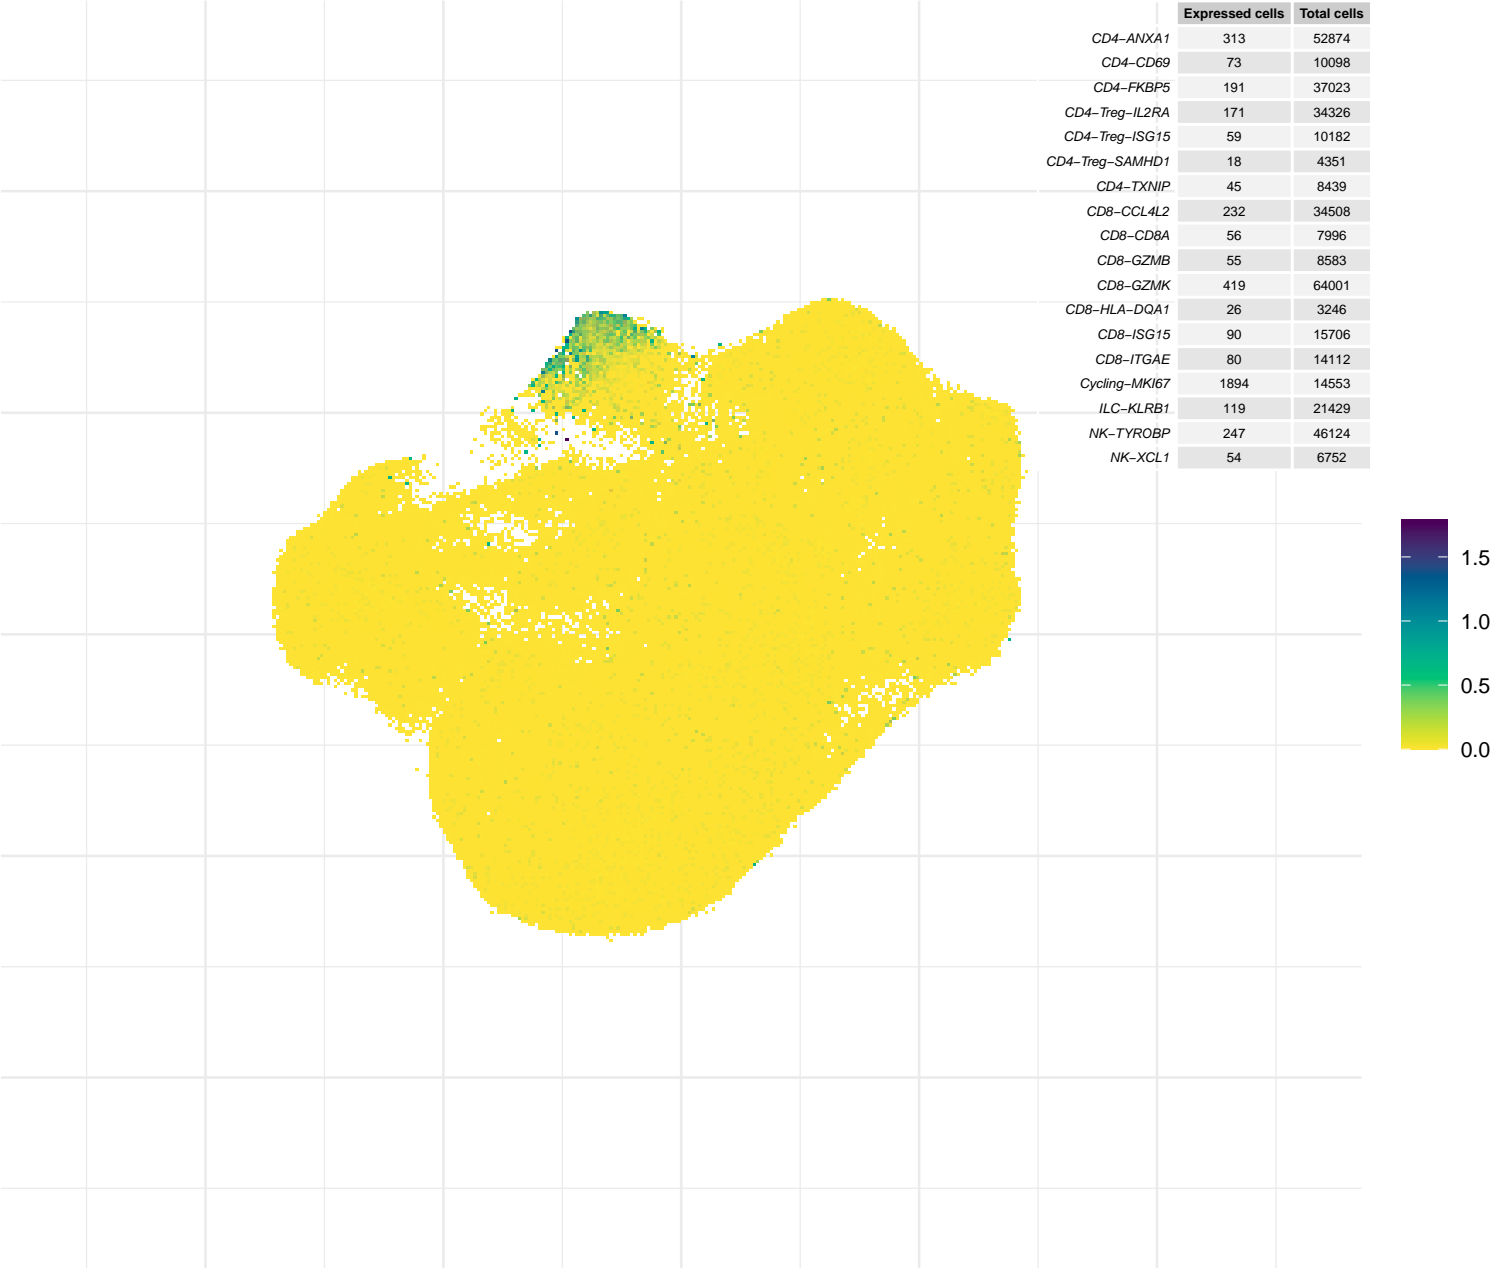 Expressed cells Total cells
CD4−ANXA1 313 52874
CD4−CD69 73 10098
CD4−FKBP5 191 37023
CD4−Treg−IL2RA 171 34326
CD4−Treg−ISG15 59 10182
CD4−Treg−SAMHD1 18 4351
CD4−TXNIP 45 8439
CD8−CCL4L2 232 34508
CD8−CD8A 56 7996
CD8−GZMB 55 8583
CD8−GZMK 419 64001
CD8−HLA−DQA1 26 3246
CD8−ISG15 90 15706
CD8−ITGAE 80 14112
Cycling−MKI67 1894 14553
ILC−KLRB1 119 21429
NK−TYROBP 247 46124
NK−XCL1 54 6752
1.5
1.0
0.5
0.0